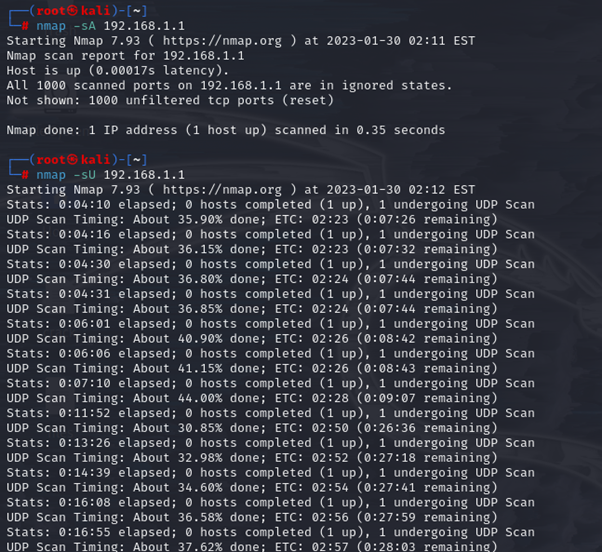 ┌──(root㉿kali)-[~]
└─# nmap -sA 192.168.1.1
Starting Nmap 7.93 ( https://nmap.org ) at 2023-01-30 02:11 EST
Nmap scan report for 192.168.1.1
Host is up (0.00017s latency).
All 1000 scanned ports on 192.168.1.1 are in ignored states.
Not shown: 1000 unfiltered tcp ports (reset)
Nmap done: 1 IP address (1 host up) scanned in 0.35 seconds
┌──(root㉿kali)-[~]
└─# nmap -sU 192.168.1.1
Starting Nmap 7.93 ( https://nmap.org ) at 2023-01-30 02:12 EST
Stats: 0:04:10 elapsed; 0 hosts completed (1 up), 1 undergoing UDP Scan
UDP Scan Timing: About 35.90% done; ETC: 02:23 (0:07:26 remaining)
Stats: 0:04:16 elapsed; 0 hosts completed (1 up), 1 undergoing UDP Scan
UDP Scan Timing: About 36.15% done; ETC: 02:23 (0:07:32 remaining)
Stats: 0:04:30 elapsed; 0 hosts completed (1 up), 1 undergoing UDP Scan
UDP Scan Timing: About 36.80% done; ETC: 02:24 (0:07:44 remaining)
Stats: 0:04:31 elapsed; 0 hosts completed (1 up), 1 undergoing UDP Scan
UDP Scan Timing: About 36.85% done; ETC: 02:24 (0:07:44 remaining)
Stats: 0:06:01 elapsed; 0 hosts completed (1 up), 1 undergoing UDP Scan
UDP Scan Timing: About 40.90% done; ETC: 02:26 (0:08:42 remaining)
Stats: 0:06:06 elapsed; 0 hosts completed (1 up), 1 undergoing UDP Scan
UDP Scan Timing: About 41.15% done; ETC: 02:26 (0:08:43 remaining)
Stats: 0:07:10 elapsed; 0 hosts completed (1 up), 1 undergoing UDP Scan
UDP Scan Timing: About 44.00% done; ETC: 02:28 (0:09:07 remaining)
Stats: 0:11:52 elapsed; 0 hosts completed (1 up), 1 undergoing UDP Scan
UDP Scan Timing: About 30.85% done; ETC: 02:50 (0:26:36 remaining)
Stats: 0:13:26 elapsed; 0 hosts completed (1 up), 1 undergoing UDP Scan
UDP Scan Timing: About 32.98% done; ETC: 02:52 (0:27:18 remaining)
Stats: 0:14:39 elapsed; 0 hosts completed (1 up), 1 undergoing UDP Scan
UDP Scan Timing: About 34.60% done; ETC: 02:54 (0:27:41 remaining)
Stats: 0:16:08 elapsed; 0 hosts completed (1 up), 1 undergoing UDP Scan
UDP Scan Timing: About 36.58% done; ETC: 02:56 (0:27:59 remaining)
Stats: 0:16:55 elapsed; 0 hosts completed (1 up), 1 undergoing UDP Scan
UDP Scan Timing: About 37.62% done; ETC: 02:57 (0:28:03 remaining)